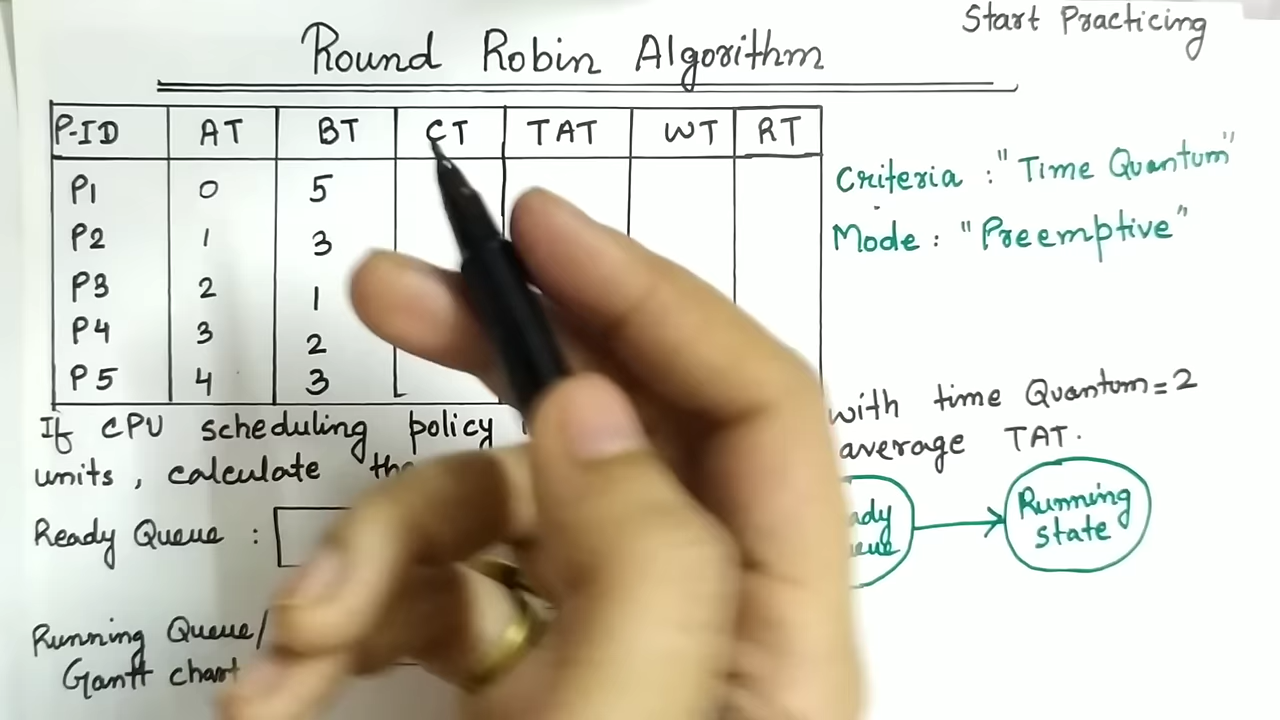 Start Practicing
Round Robin Algorithm
P-ID AT BT CT TAT WT RT
P1 0 5
P2 1 3
P3 2 1
P4 3 2
P5 4 3
Criteria : "Time Quantum"
Mode : "Preemptive"
If CPU scheduling policy with time Quantum = 2
units, calculate average TAT.
Ready Queue :
Running state
Running Queue/
Gantt chart